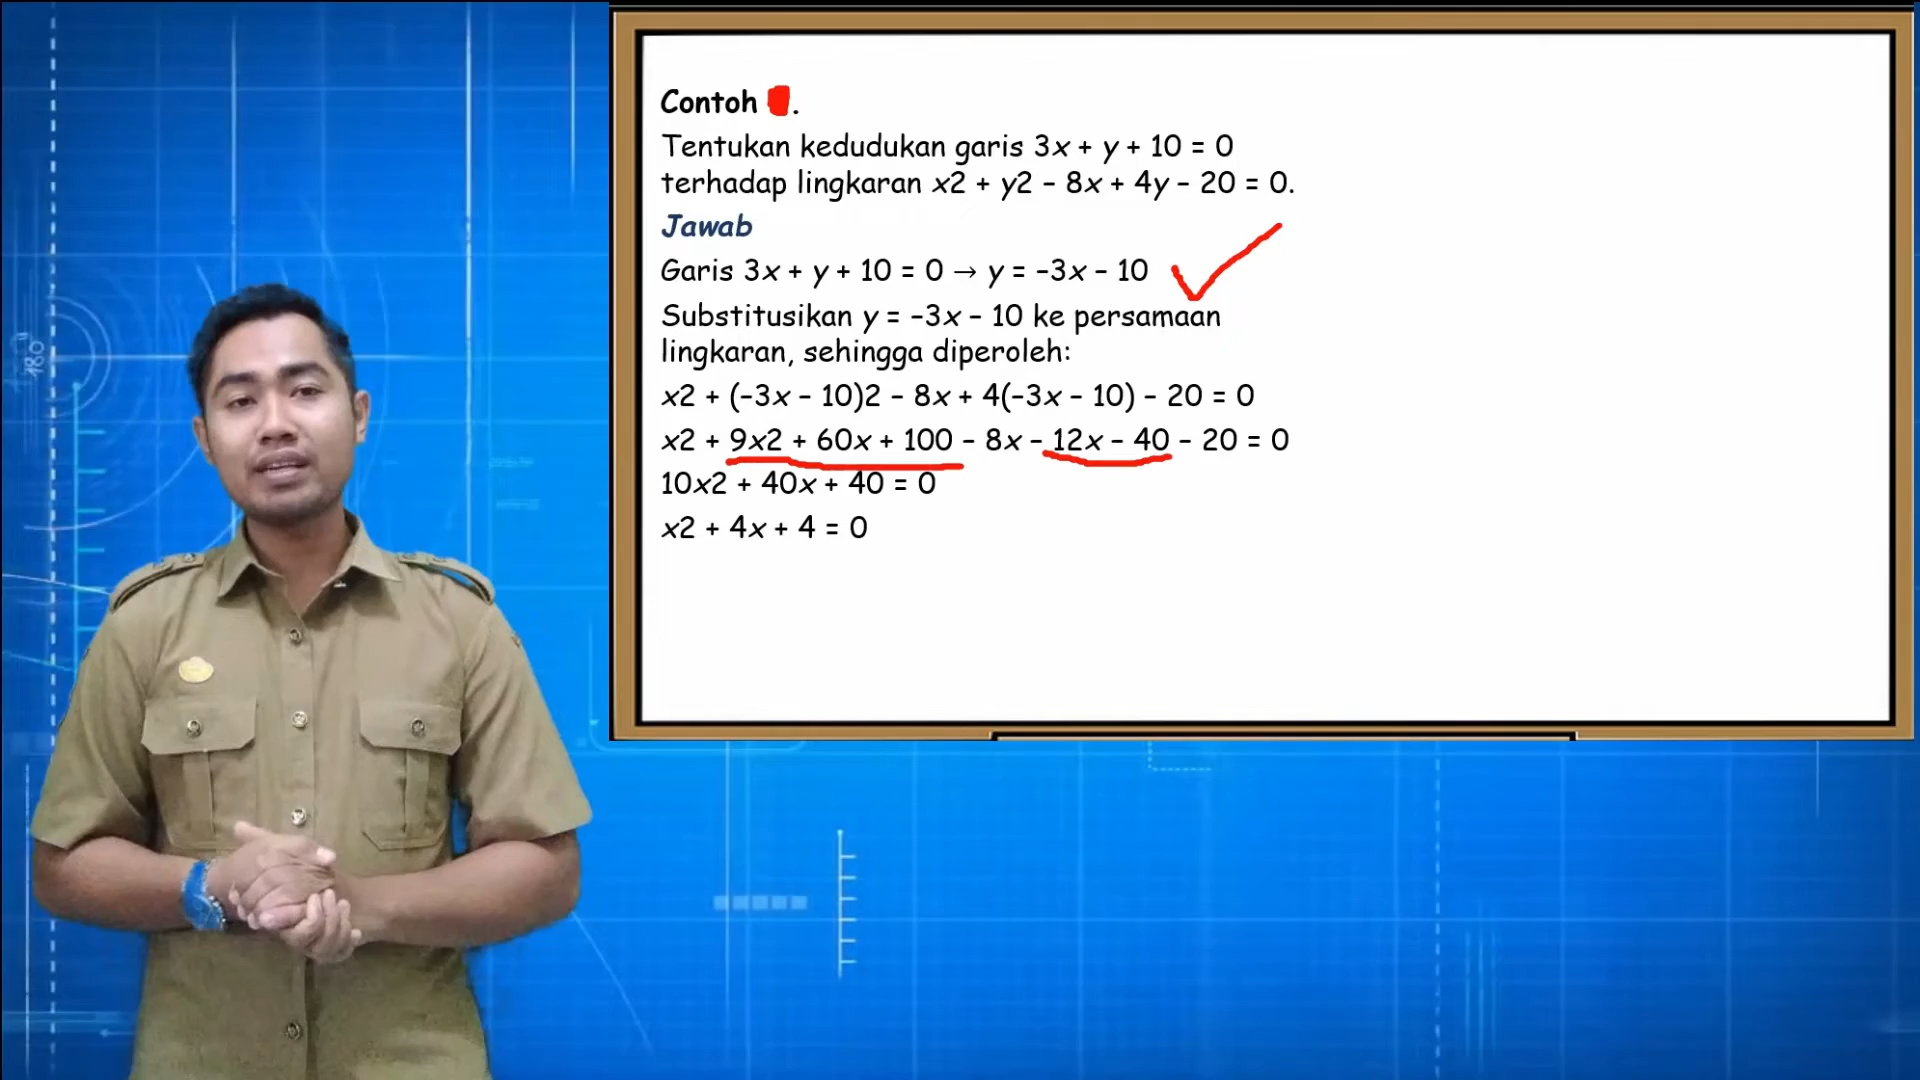 Contoh .
Tentukan kedudukan garis 3x + y + 10 = 0
terhadap lingkaran x2 + y2 – 8x + 4y – 20 = 0.
Jawab
Garis 3x + y + 10 = 0 → y = –3x – 10
Substitusikan y = –3x – 10 ke persamaan
lingkaran, sehingga diperoleh:
x2 + (–3x – 10)2 – 8x + 4(–3x – 10) – 20 = 0
x2 + 9x2 + 60x + 100 – 8x – 12x – 40 – 20 = 0
10x2 + 40x + 40 = 0
x2 + 4x + 4 = 0
180